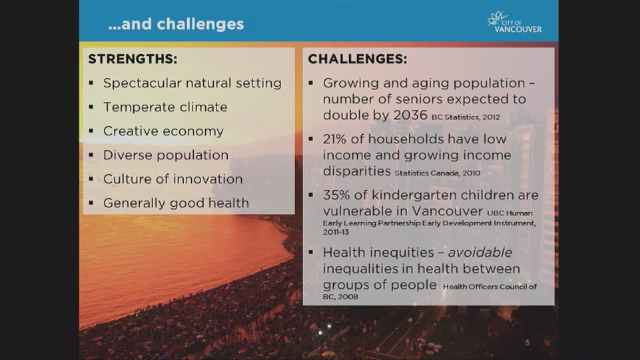 ...and challenges
CITY OF
VANCOUVER
STRENGTHS:
▪ Spectacular natural setting
▪ Temperate climate
▪ Creative economy
▪ Diverse population
▪ Culture of innovation
▪ Generally good health
CHALLENGES:
▪ Growing and aging population –
number of seniors expected to
double by 2036 BC Statistics, 2012
▪ 21% of households have low
income and growing income
disparities Statistics Canada, 2010
▪ 35% of kindergarten children are
vulnerable in Vancouver UBC Human
Early Learning Partnership Early Development Instrument,
2011-13
▪ Health inequities – avoidable
inequalities in health between
groups of people Health Officers Council of
BC, 2008
5